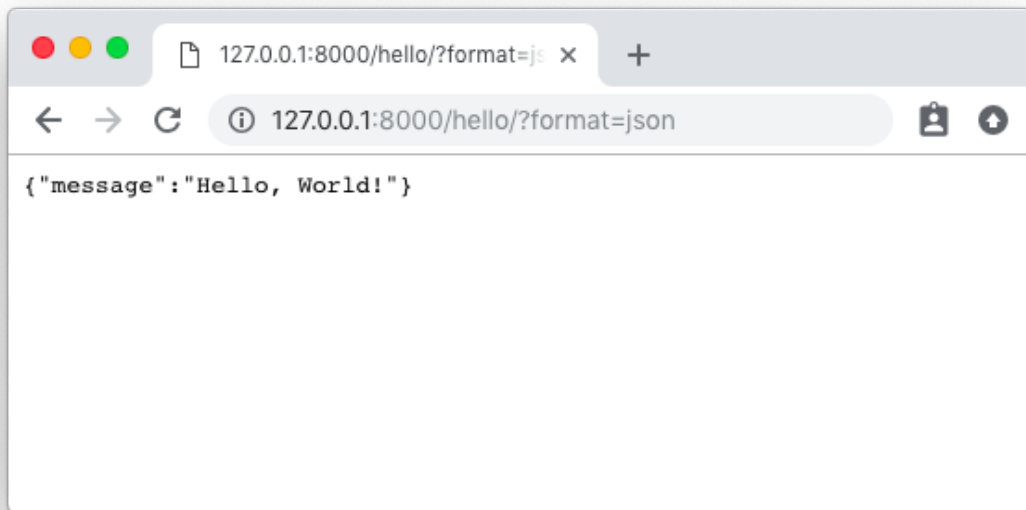 127.0.0.1:8000/hello/?format=js
127.0.0.1:8000/hello/?format=json
{"message":"Hello, World!"}